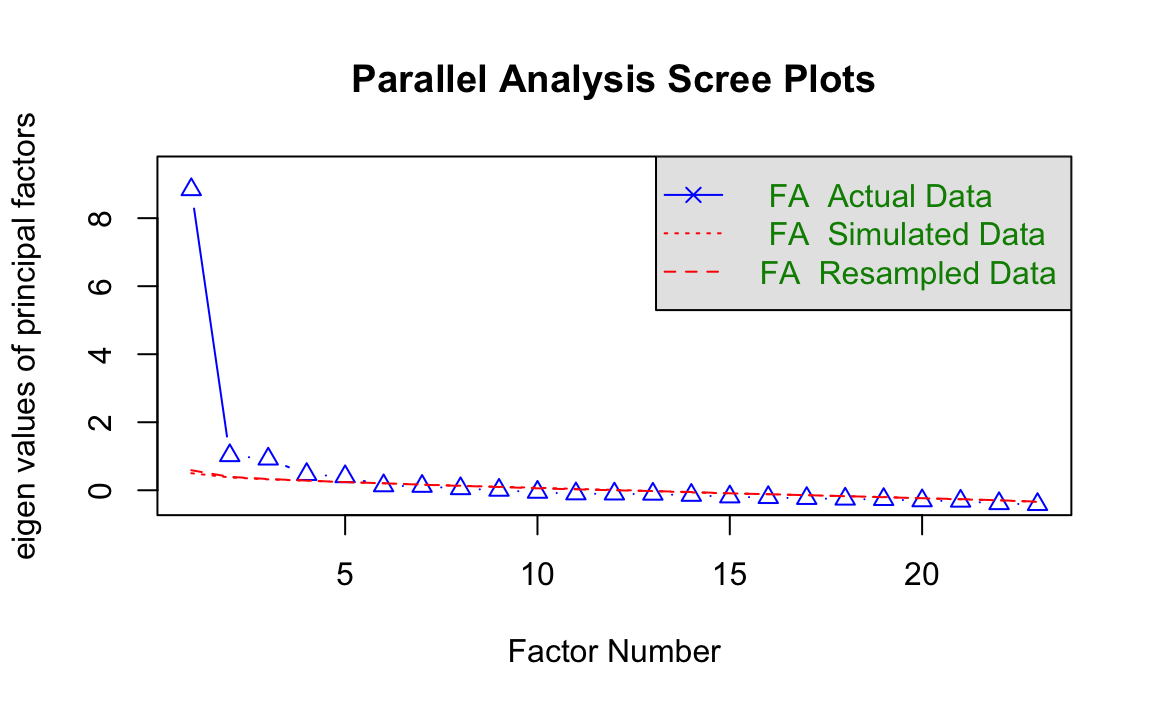 Parallel Analysis Scree Plots
eigen values of principal factors
8
6
4
2
0
FA Actual Data
FA Simulated Data
FA Resampled Data
5 10 15 20
Factor Number